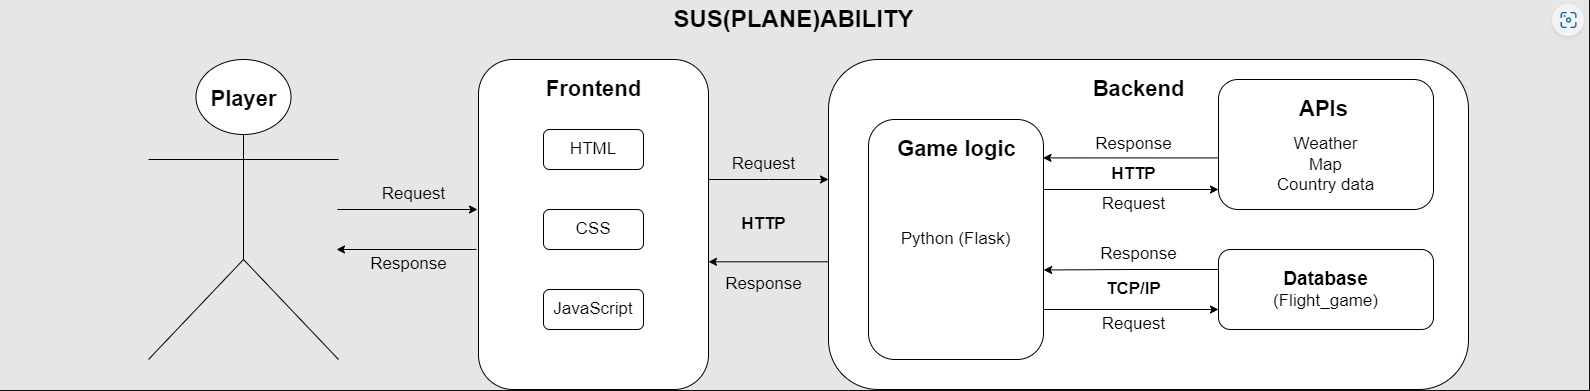 SUS(PLANE)ABILITY
Player
Request
Response
Frontend
HTML
CSS
JavaScript
Request
HTTP
Response
Backend
Game logic
Python (Flask)
Response
HTTP
Request
APIs
Weather
Map
Country data
Response
TCP/IP
Request
Database
(Flight_game)